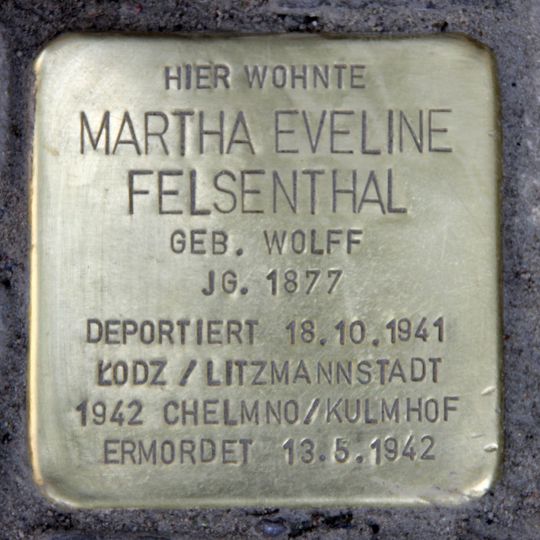 HIER WOHNTE
MARTHA EVELINE
FELSENTHAL
GEB. WOLFF
JG. 1877
DEPORTIERT 18.10.1941
ŁODZ / LITZMANNSTADT
1942 CHELMNO/KULMHOF
ERMORDET 13.5.1942